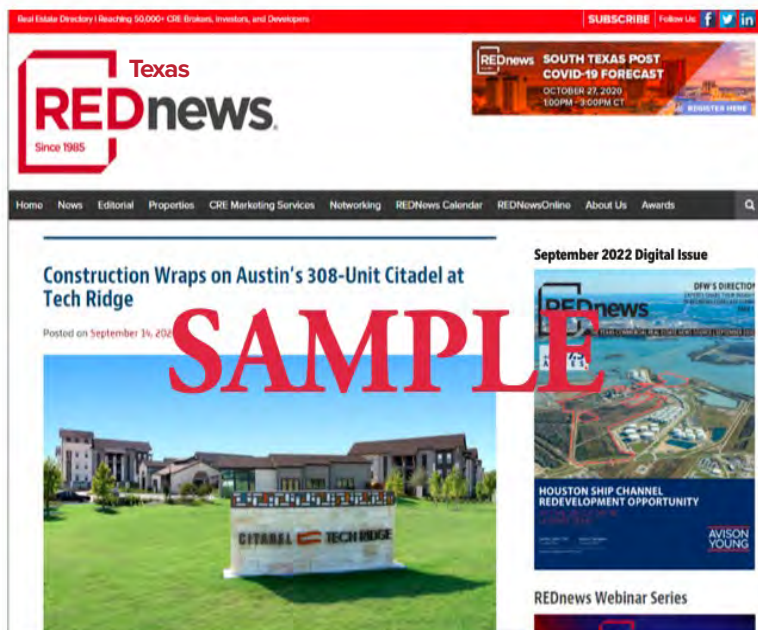 Real Estate Directory | Reaching 50,000+ CRE Brokers, Investors, and Developers
SUBSCRIBE Follow Us:
Texas
REDnews
Since 1985
REDnews SOUTH TEXAS POST
COVID-19 FORECAST
OCTOBER 27, 2020
1:00PM - 3:00PM CT
REGISTER HERE
Home News Editorial Properties CRE Marketing Services Networking REDNews Calendar REDNewsOnline About Us Awards
Construction Wraps on Austin's 308-Unit Citadel at
Tech Ridge
Posted on September 14, 202
SAMPLE
CITADEL TECH RIDGE
September 2022 Digital Issue
DFW'S DIRECTION
REDnews
HOUSTON SHIP CHANNEL
REDEVELOPMENT OPPORTUNITY
AVISON
YOUNG
REDnews Webinar Series